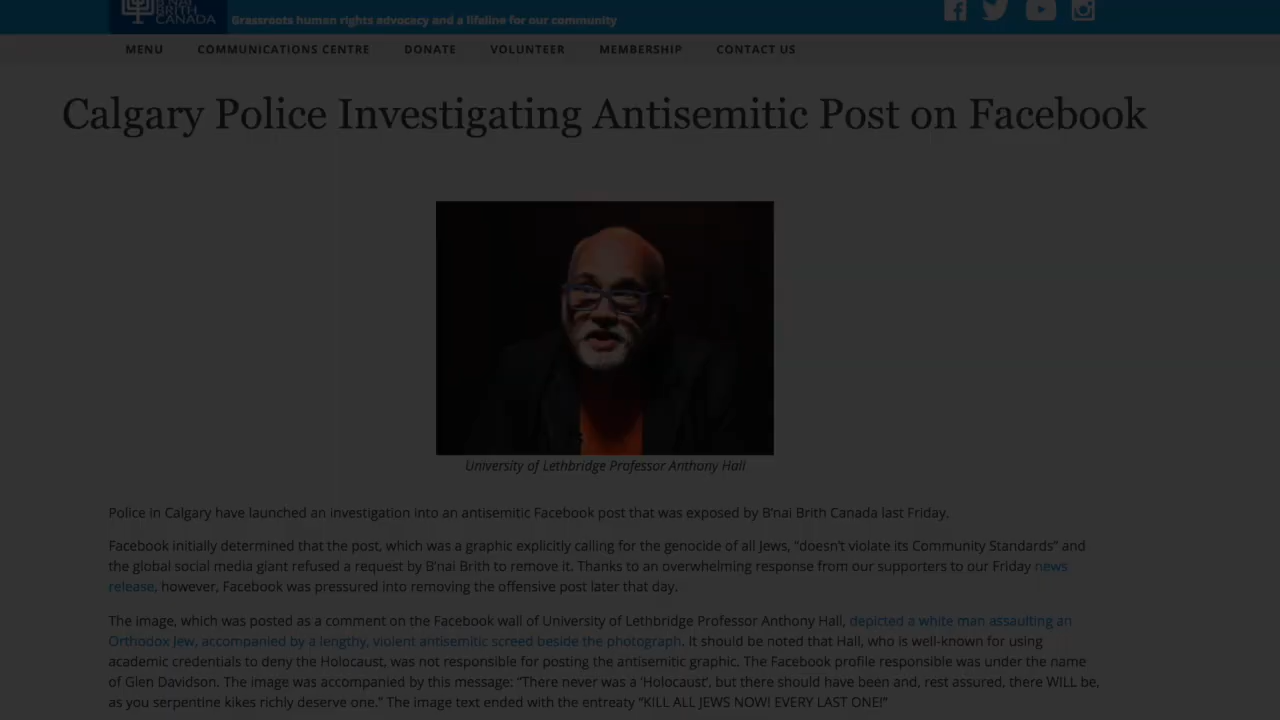 B'NAI
BRITH
CANADA
Grassroots human rights advocacy and a lifeline for our community
MENU COMMUNICATIONS CENTRE DONATE VOLUNTEER MEMBERSHIP CONTACT US
Calgary Police Investigating Antisemitic Post on Facebook
University of Lethbridge Professor Anthony Hall
Police in Calgary have launched an investigation into an antisemitic Facebook post that was exposed by B'nai Brith Canada last Friday.
Facebook initially determined that the post, which was a graphic explicitly calling for the genocide of all Jews, "doesn't violate its Community Standards" and
the global social media giant refused a request by B'nai Brith to remove it. Thanks to an overwhelming response from our supporters to our Friday news
release, however, Facebook was pressured into removing the offensive post later that day.
The image, which was posted as a comment on the Facebook wall of University of Lethbridge Professor Anthony Hall, depicted a white man assaulting an
Orthodox Jew, accompanied by a lengthy, violent antisemitic screed beside the photograph. It should be noted that Hall, who is well-known for using
academic credentials to deny the Holocaust, was not responsible for posting the antisemitic graphic. The Facebook profile responsible was under the name
of Glen Davidson. The image was accompanied by this message: "There never was a 'Holocaust', but there should have been and, rest assured, there WILL be,
as you serpentine kikes richly deserve one." The image text ended with the entreaty "KILL ALL JEWS NOW! EVERY LAST ONE!"